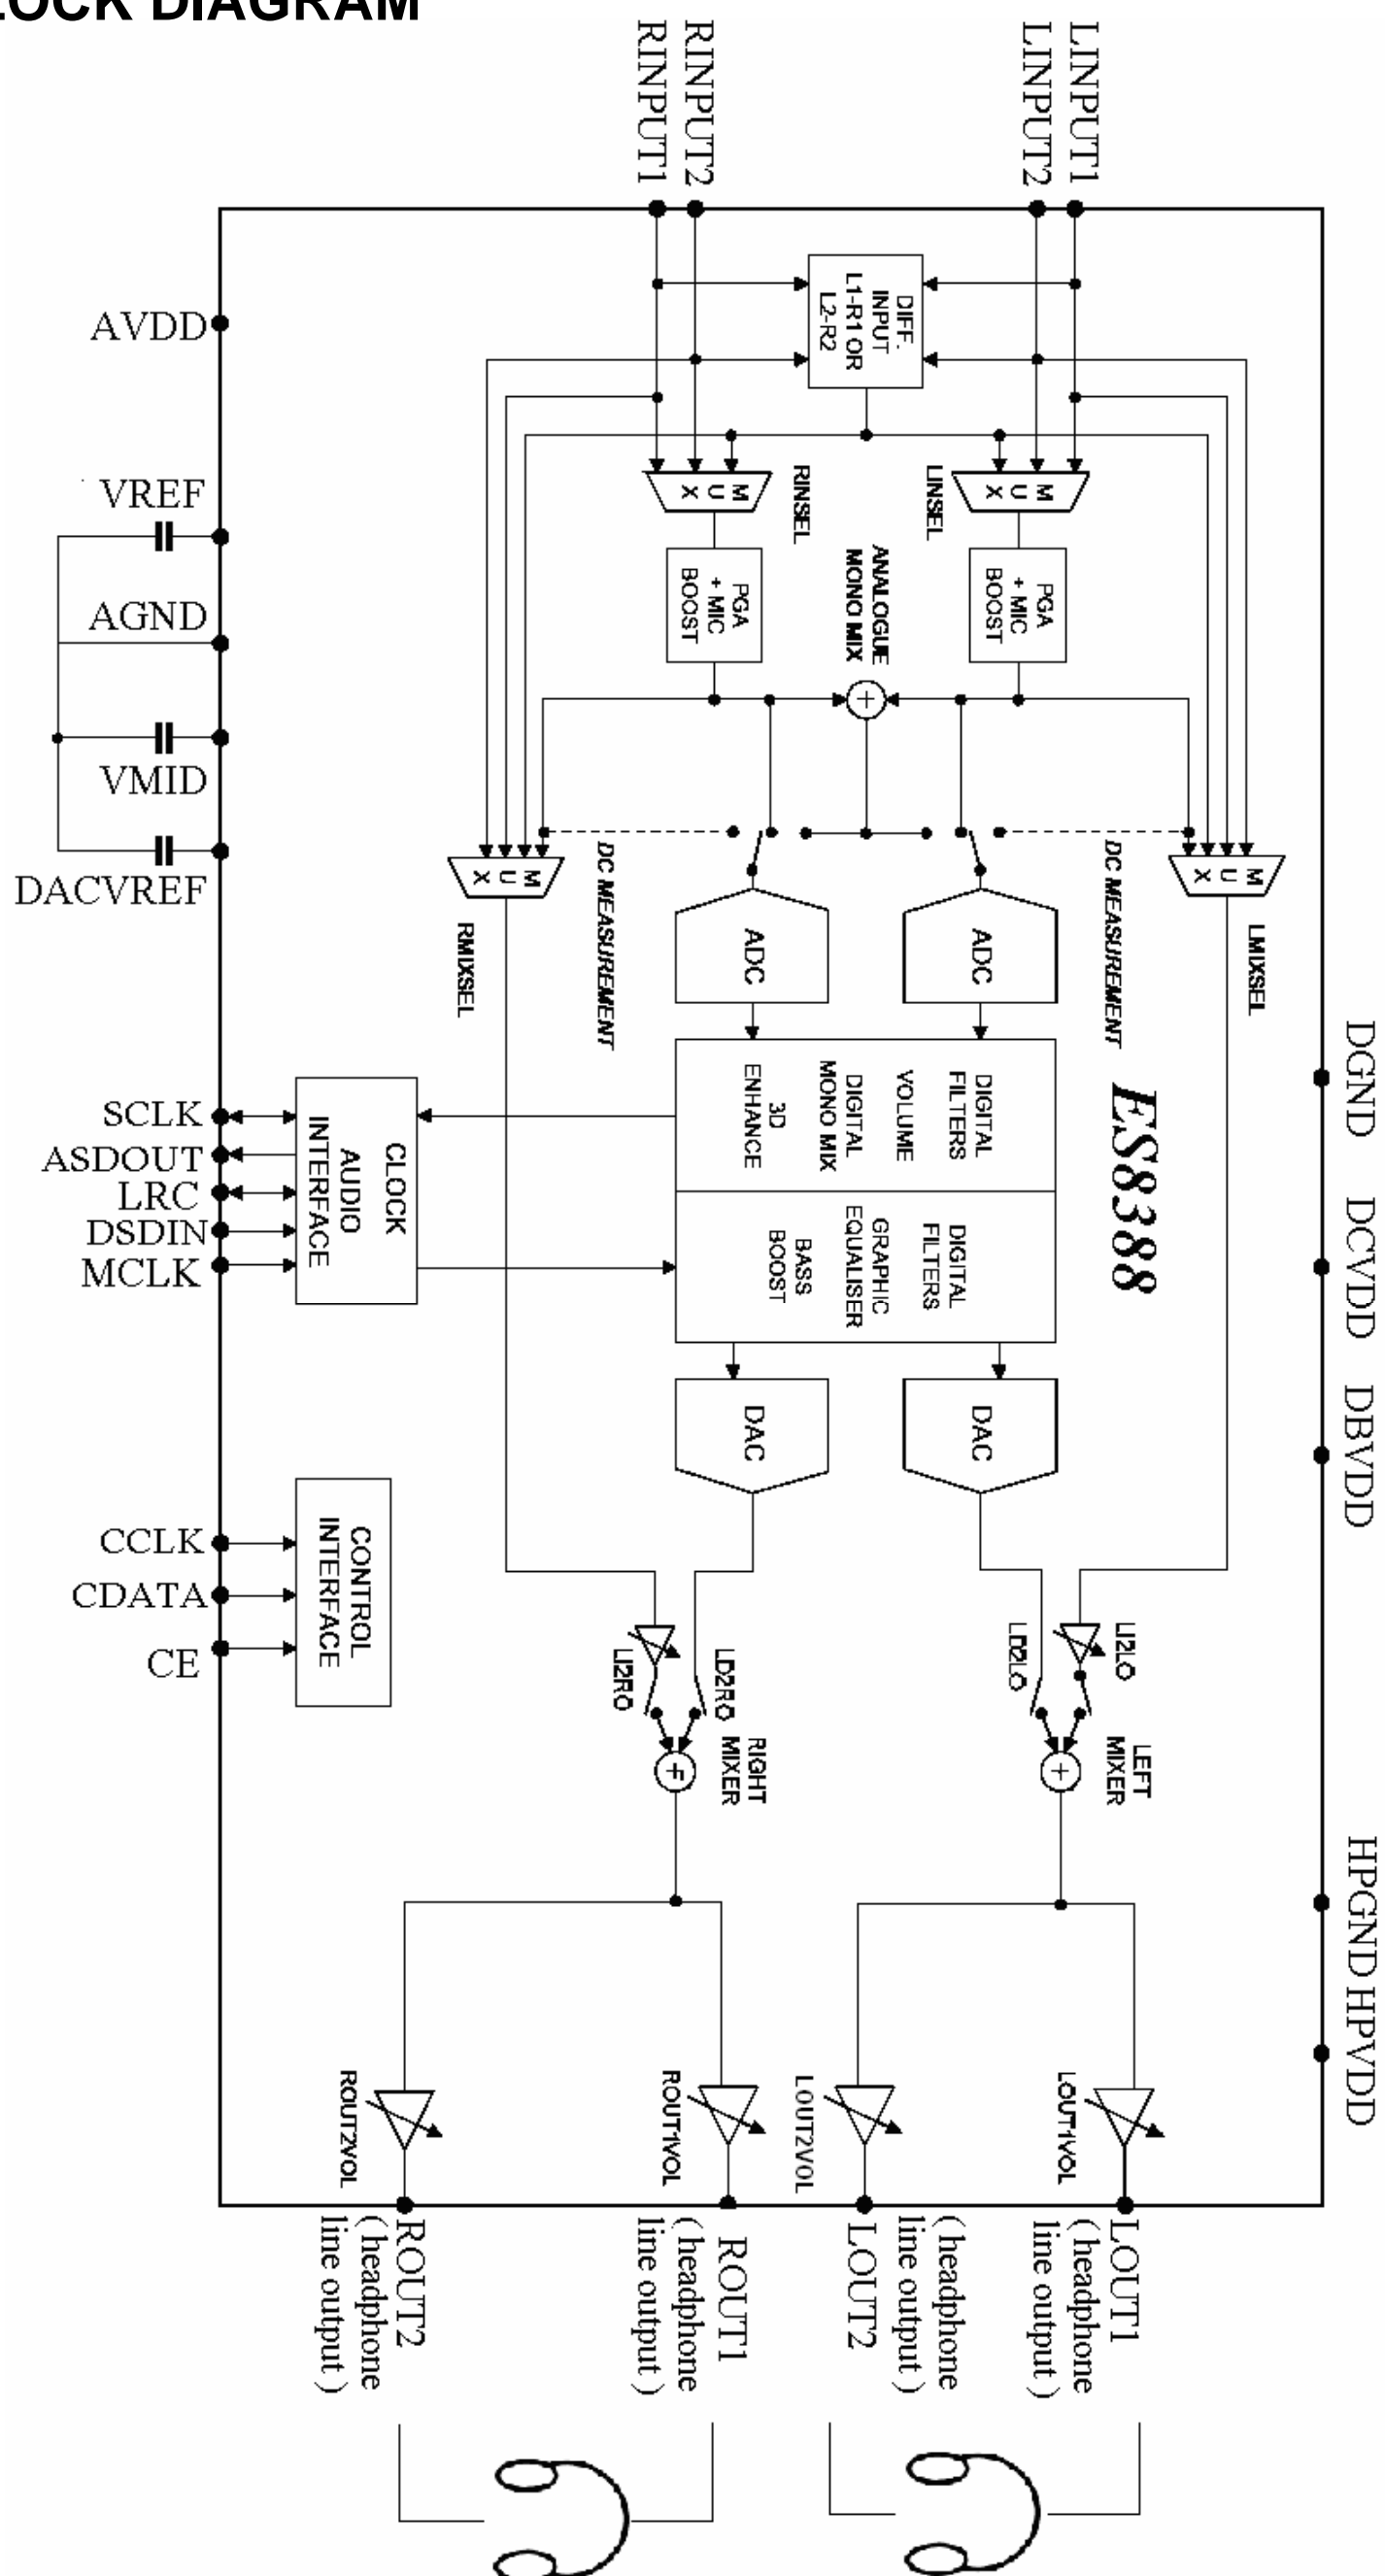 LOCK DIAGRAM
RINPUT1
RINPUT2
LINPUT2
LINPUT1
AVDD
VREF
AGND
VMID
DACVREF
DIFF.
INPUT
L1-R1 OR
L2-R2
M U X
RINSEL
M U X
LINSEL
PGA
+ MIC
BOOST
ANALOGUE
MONO MIX
PGA
+ MIC
BOOST
+
M U X
RMIXSEL
DC MEASUREMENT
DC MEASUREMENT
M U X
LMIXSEL
ADC
ADC
ES8388
DGND
DCVDD
DBVDD
HPGND
HPVDD
DIGITAL
FILTERS
VOLUME
DIGITAL
MONO MIX
3D
ENHANCE
DIGITAL
FILTERS
GRAPHIC
EQUALISER
BASS
BOOST
SCLK
ASDOUT
LRC
DSDIN
MCLK
CLOCK
AUDIO
INTERFACE
DAC
DAC
CCLK
CDATA
CE
CONTROL
INTERFACE
LI2RO
LD2RO
RIGHT
MIXER
+
LD2LO
LI2LO
LEFT
MIXER
+
ROUT2VOL
ROUT1VOL
LOUT2VOL
LOUT1VOL
ROUT2
( headphone
line output )
ROUT1
( headphone
line output )
LOUT2
( headphone
line output )
LOUT1
( headphone
line output )